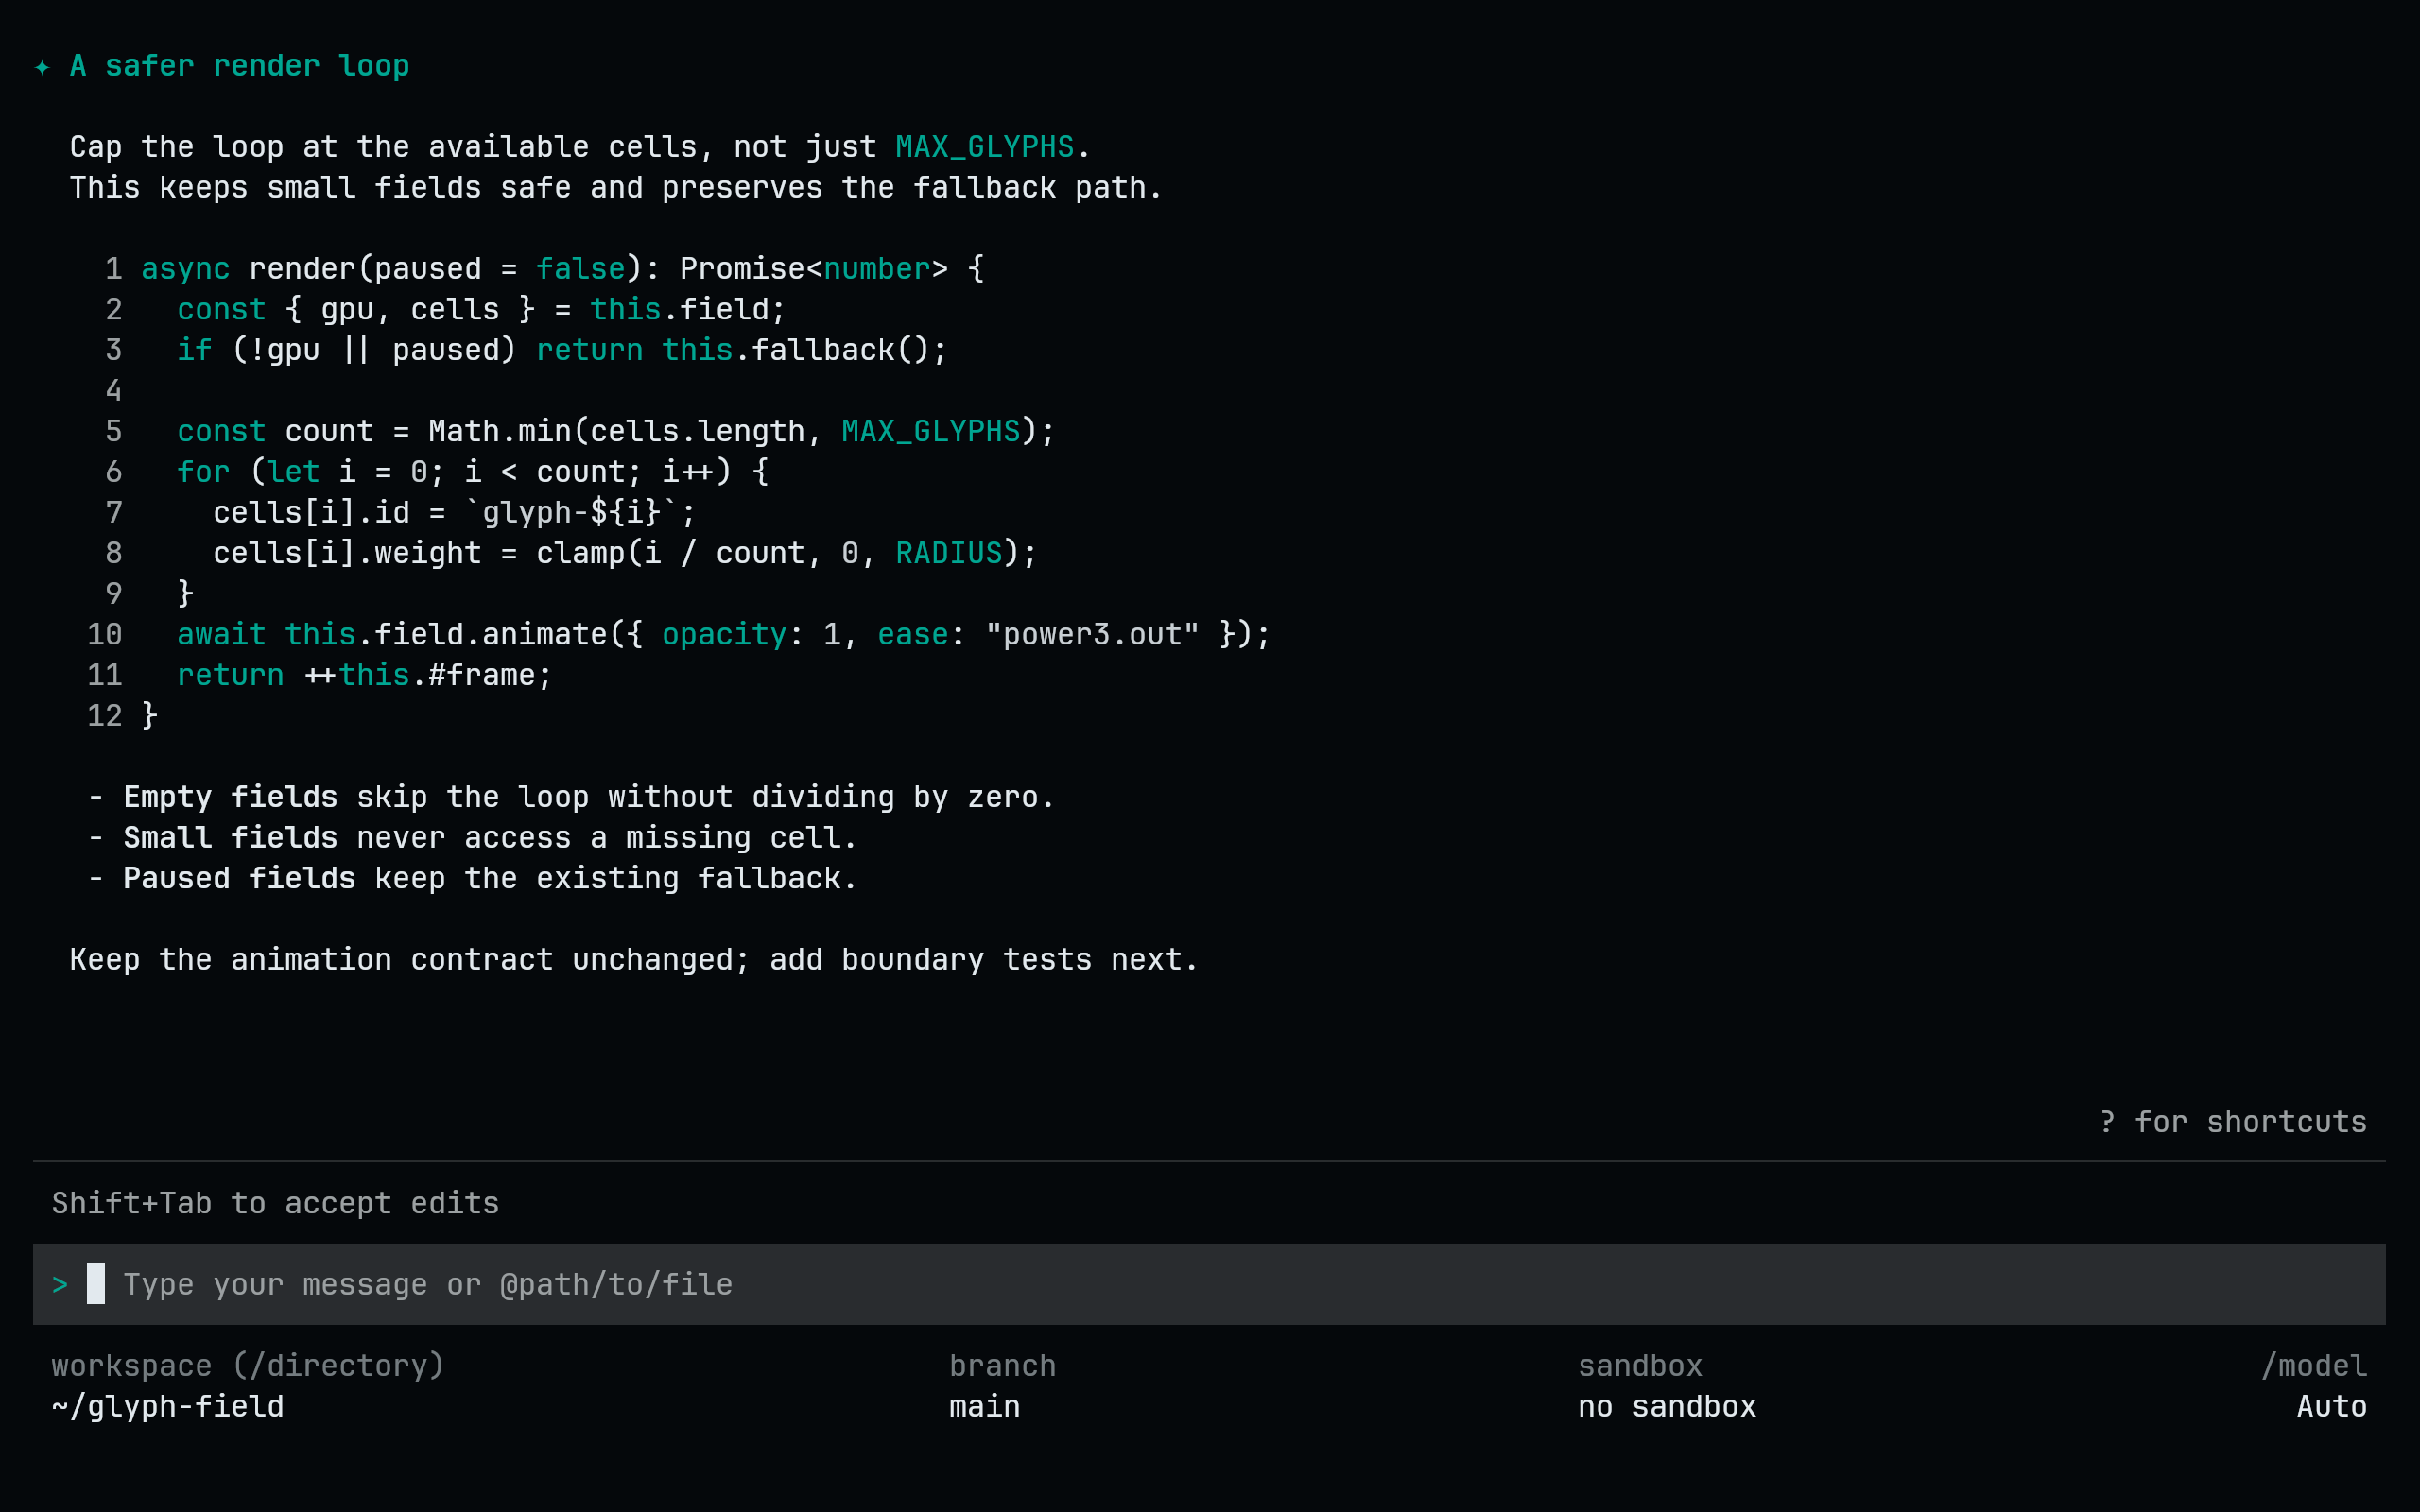 ✦ A safer render loop
Cap the loop at the available cells, not just MAX_GLYPHS.
This keeps small fields safe and preserves the fallback path.
1 async render(paused = false): Promise<number> {
2   const { gpu, cells } = this.field;
3   if (!gpu || paused) return this.fallback();
4
5   const count = Math.min(cells.length, MAX_GLYPHS);
6   for (let i = 0; i < count; i++) {
7     cells[i].id = `glyph-${i}`;
8     cells[i].weight = clamp(i / count, 0, RADIUS);
9   }
10   await this.field.animate({ opacity: 1, ease: "power3.out" });
11   return ++this.#frame;
12 }
- Empty fields skip the loop without dividing by zero.
- Small fields never access a missing cell.
- Paused fields keep the existing fallback.
Keep the animation contract unchanged; add boundary tests next.
? for shortcuts
Shift+Tab to accept edits
> Type your message or @path/to/file
workspace (/directory) branch sandbox /model
~/glyph-field main no sandbox Auto